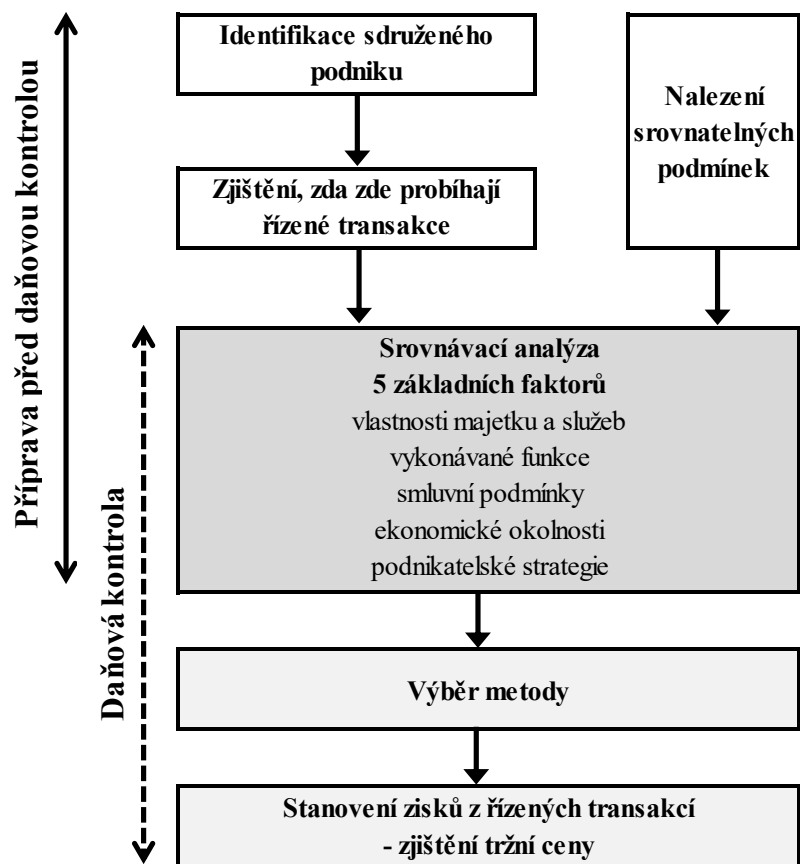 Příprava před daňovou kontrolou
Daňová kontrola
Identifikace sdruženého
podniku
Zjištění, zda zde probíhají
řízené transakce
Nalezení
srovnatelných
podmínek
Srovnávací analýza
5 základních faktorů
vlastnosti majetku a služeb
vykonávané funkce
smluvní podmínky
ekonomické okolnosti
podnikatelské strategie
Výběr metody
Stanovení zisků z řízených transakcí
- zjištění tržní ceny